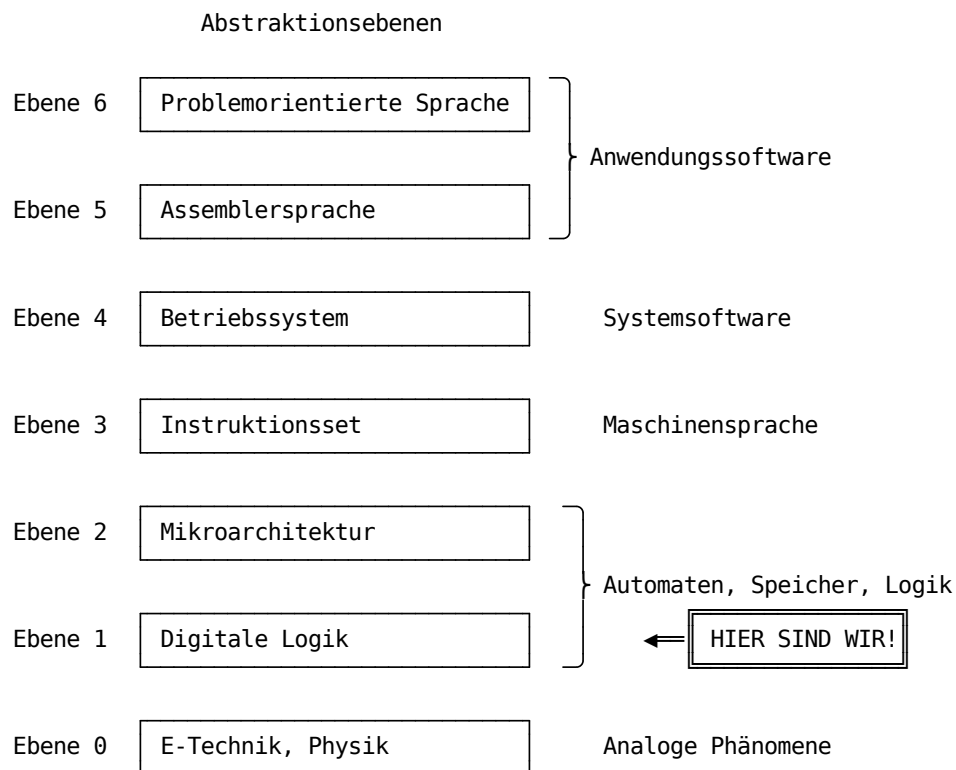 Abstraktionsebenen
Ebene 6 Problemorientierte Sprache
Anwendungssoftware
Ebene 5 Assemblersprache
Ebene 4 Betriebssystem Systemsoftware
Ebene 3 Instruktionsset Maschinensprache
Ebene 2 Mikroarchitektur
Automaten, Speicher, Logik
Ebene 1 Digitale Logik HIER SIND WIR!
Ebene 0 E-Technik, Physik Analoge Phänomene